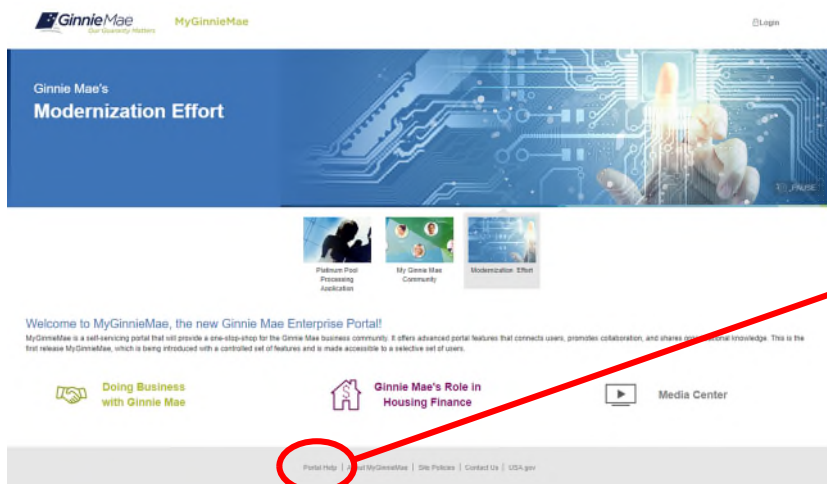 GinnieMae
Our Guaranty Matters
MyGinnieMae
Login
Ginnie Mae's
Modernization Effort
PAUSE
Platinum Pool
Processing
Application
My Ginnie Mae
Community
Modernization Effort
Welcome to MyGinnieMae, the new Ginnie Mae Enterprise Portal!
MyGinnieMae is a self-servicing portal that will provide a one-stop-shop for the Ginnie Mae business community. It offers advanced portal features that connects users, promotes collaboration, and shares knowledge. This is the
first release MyGinnieMae, which is being introduced with a controlled set of features and is made accessible to a selective set of users.
Doing Business
with Ginnie Mae
Ginnie Mae's Role in
Housing Finance
Media Center
Portal Help | About MyGinnieMae | Site Policies | Contact Us | USA.gov